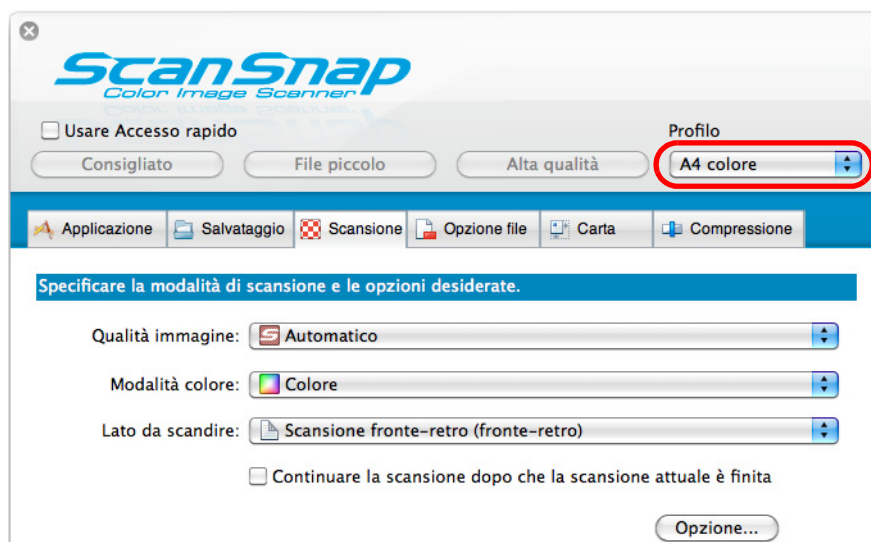 ScanSnap
Color Image Scanner
Usare Accesso rapido
Profilo
Consigliato File piccolo Alta qualità A4 colore
Applicazione Salvataggio Scansione Opzione file Carta Compressione
Specificare la modalità di scansione e le opzioni desiderate.
Qualità immagine: Automatico
Modalità colore: Colore
Lato da scandire: Scansione fronte-retro (fronte-retro)
Continuare la scansione dopo che la scansione attuale è finita
Opzione...